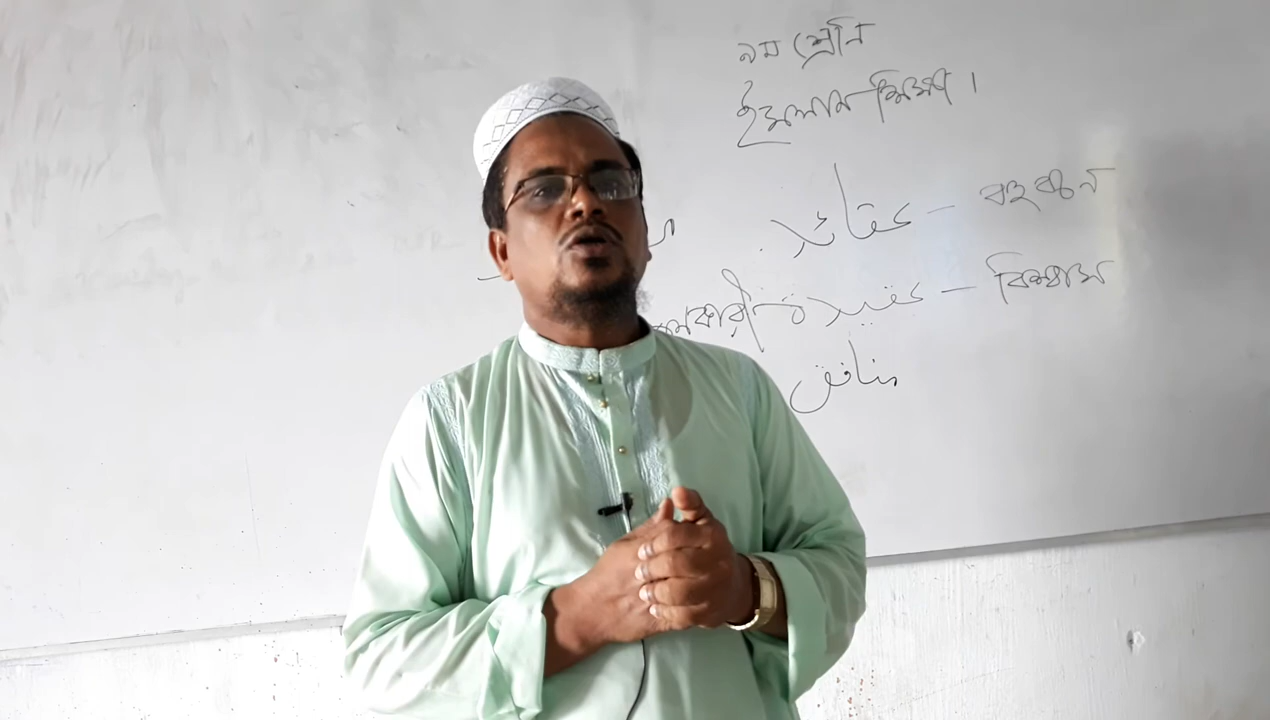 ৯ম শ্রেনি
ইসলাম শিক্ষা।
عقائد – বহুবচন
عقيدة – বিশ্বাস
منافق